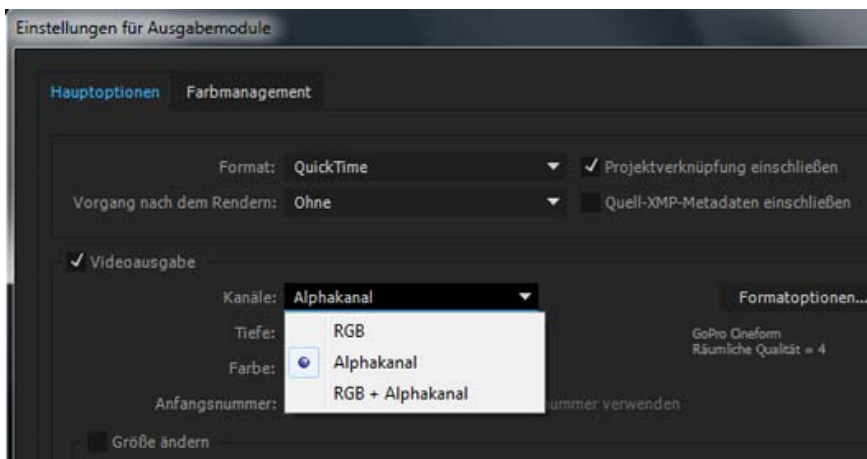 Einstellungen für Ausgabemodule
Hauptoptionen Farbmanagement
Format: QuickTime Projektverknüpfung einschließen
Vorgang nach dem Rendern: Ohne Quell-XMP-Metadaten einschließen
Videoausgabe
Kanäle: Alphakanal Formatoptionen...
Tiefe: RGB GoPro Cineform
Räumliche Qualität = 4
Farbe: Alphakanal
RGB + Alphakanal
Anfangsnummer: ummer verwenden
Größe ändern